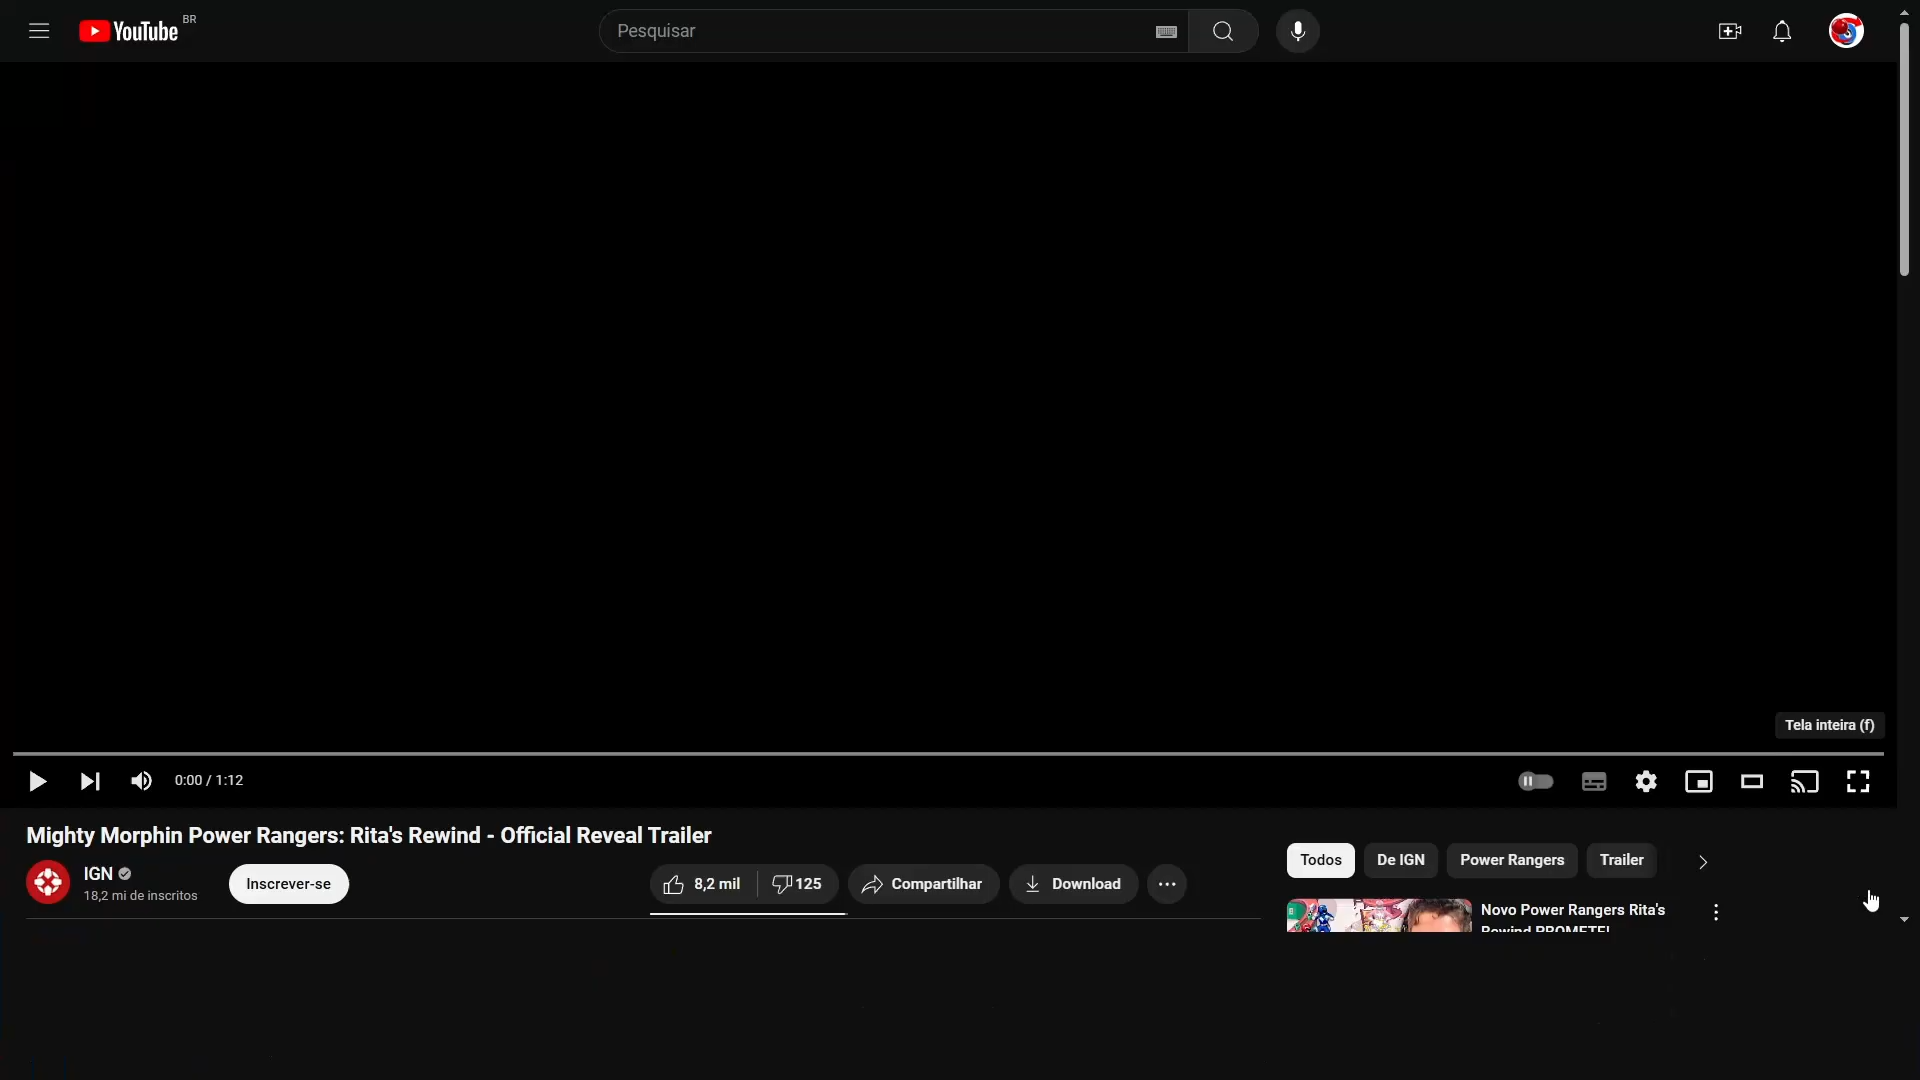 YouTube BR
Pesquisar
Tela inteira (f)
0:00 / 1:12
Mighty Morphin Power Rangers: Rita's Rewind - Official Reveal Trailer
IGN
18,2 mi de inscritos
Inscrever-se
8,2 mil
125
Compartilhar
Download
Todos
De IGN
Power Rangers
Trailer
Novo Power Rangers Rita's
Rewind PROMETE!